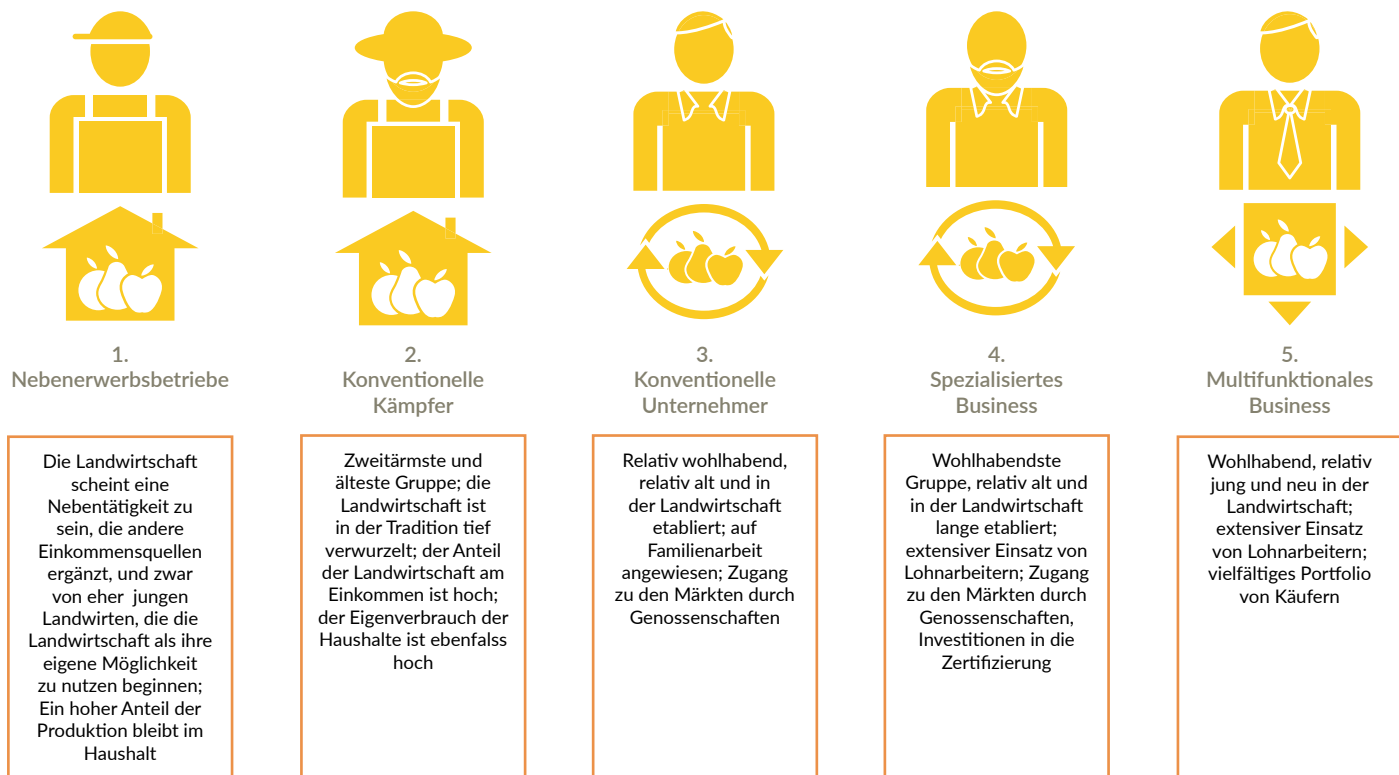 1.
Nebenerwerbsbetriebe
Die Landwirtschaft
scheint eine
Nebentätigkeit zu
sein, die andere
Einkommensquellen
ergänzt, und zwar
von eher jungen
Landwirten, die die
Landwirtschaft als ihre
eigene Möglichkeit
zu nutzen beginnen;
Ein hoher Anteil der
Produktion bleibt im
Haushalt
2.
Konventionelle
Kämpfer
Zweitärmste und
älteste Gruppe; die
Landwirtschaft ist
in der Tradition tief
verwurzelt; der Anteil
der Landwirtschaft am
Einkommen ist hoch;
der Eigenverbrauch der
Haushalte ist ebenfalss
hoch
3.
Konventionelle
Unternehmer
Relativ wohlhabend,
relativ alt und in
der Landwirtschaft
etabliert; auf
Familienarbeit
angewiesen; Zugang
zu den Märkten durch
Genossenschaften
4.
Spezialisiertes
Business
Wohlhabendste
Gruppe, relativ alt und
in der Landwirtschaft
lange etabliert;
extensiver Einsatz von
Lohnarbeitern; Zugang
zu den Märkten durch
Genossenschaften,
Investitionen in die
Zertifizierung
5.
Multifunktionales
Business
Wohlhabend, relativ
jung und neu in der
Landwirtschaft;
extensiver Einsatz
von Lohnarbeitern;
vielfältiges Portfolio
von Käufern